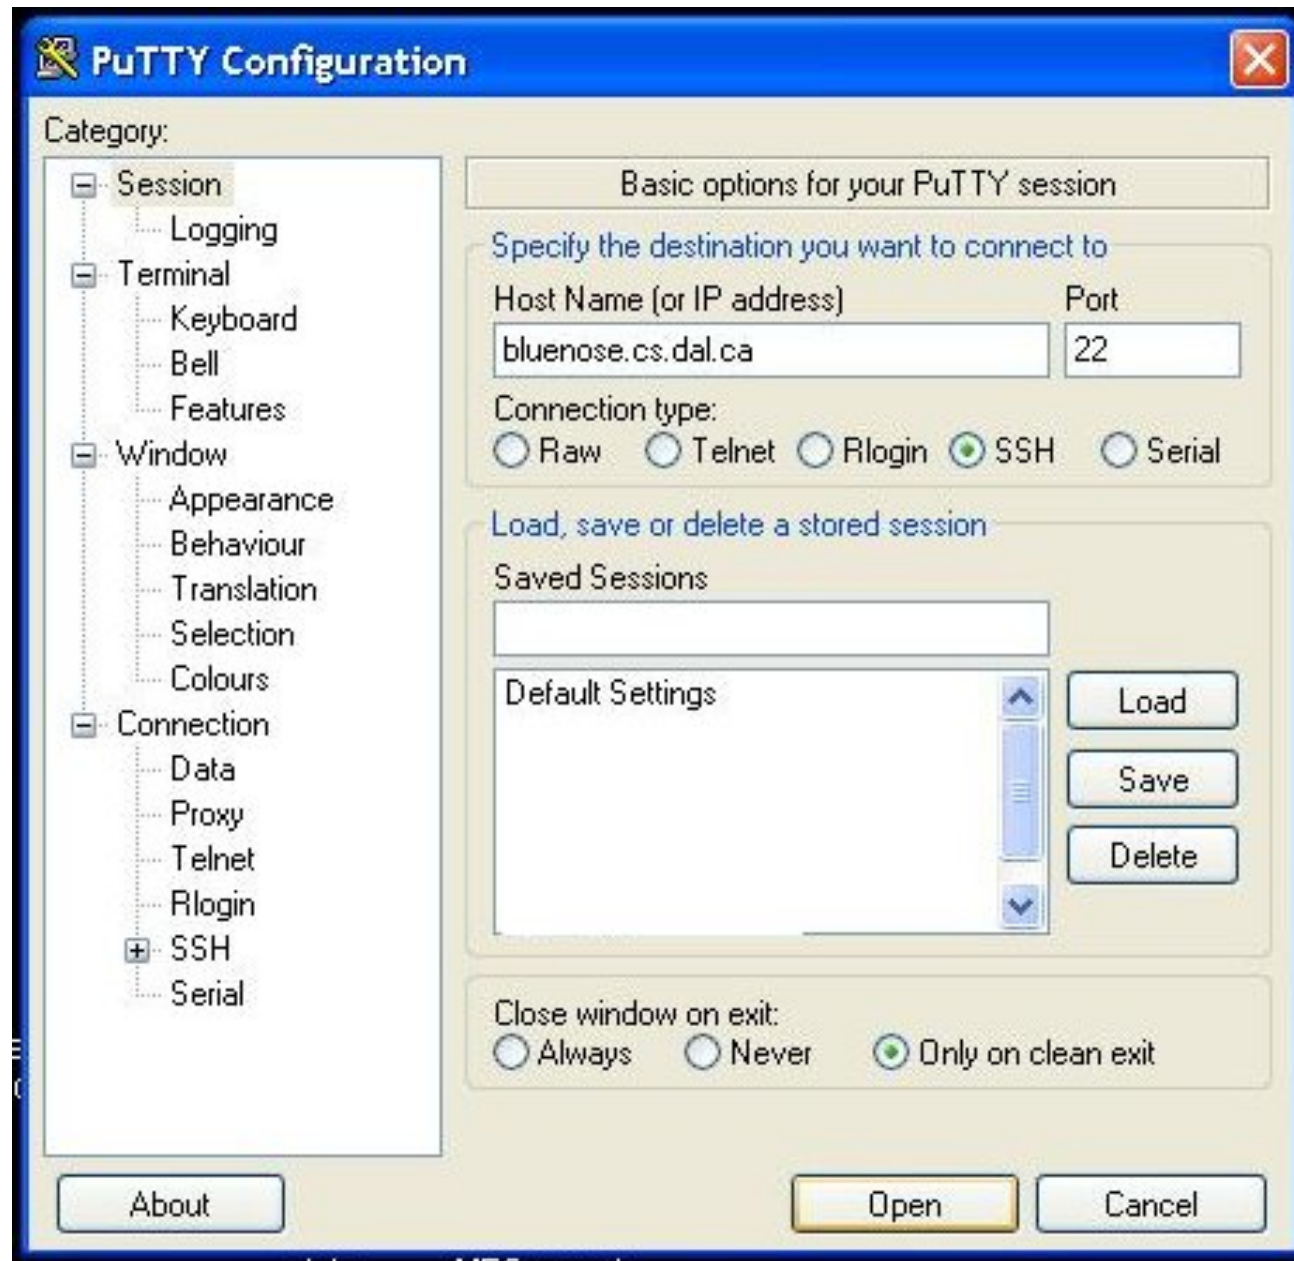 PuTTY Configuration
Category:
Session
Logging
Terminal
Keyboard
Bell
Features
Window
Appearance
Behaviour
Translation
Selection
Colours
Connection
Data
Proxy
Telnet
Rlogin
SSH
Serial
Basic options for your PuTTY session
Specify the destination you want to connect to
Host Name (or IP address) Port
bluenose.cs.dal.ca 22
Connection type:
Raw Telnet Rlogin SSH Serial
Load, save or delete a stored session
Saved Sessions
Default Settings
Load
Save
Delete
Close window on exit:
Always Never Only on clean exit
About Open Cancel